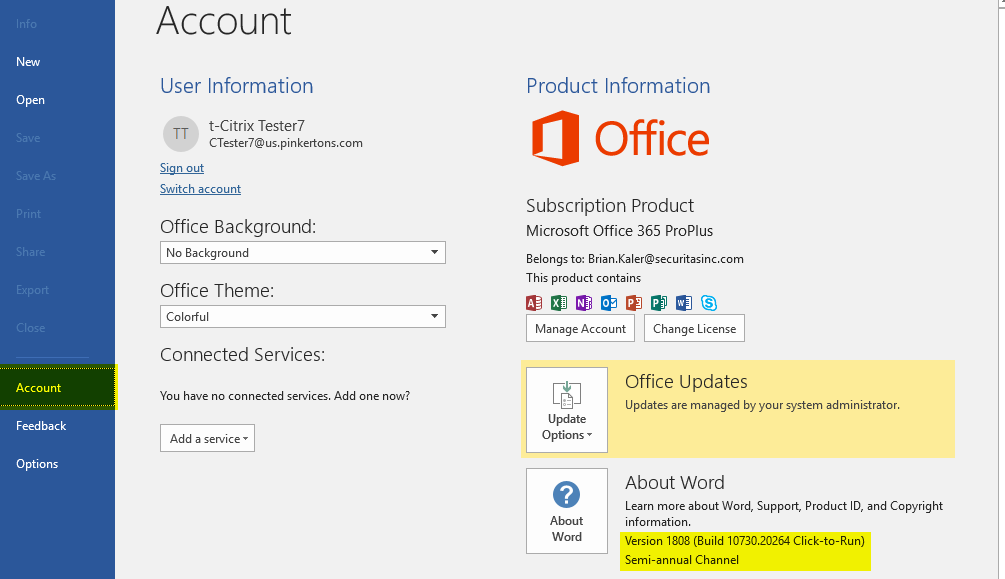 Account
Info
New
Open
Save
Save As
Print
Share
Export
Close
Account
Feedback
Options
User Information
TT
t-Citrix Tester7
CTester7@us.pinkertons.com
Sign out
Switch account
Office Background:
No Background
Office Theme:
Colorful
Connected Services:
You have no connected services. Add one now?
Add a service
Product Information
Office
Subscription Product
Microsoft Office 365 ProPlus
Belongs to: Brian.Kaler@securitasinc.com
This product contains
A X N O P P W S
Manage Account
Change License
Update
Options
Office Updates
Updates are managed by your system administrator.
?
About
Word
About Word
Learn more about Word, Support, Product ID, and Copyright
information.
Version 1808 (Build 10730.20264 Click-to-Run)
Semi-annual Channel